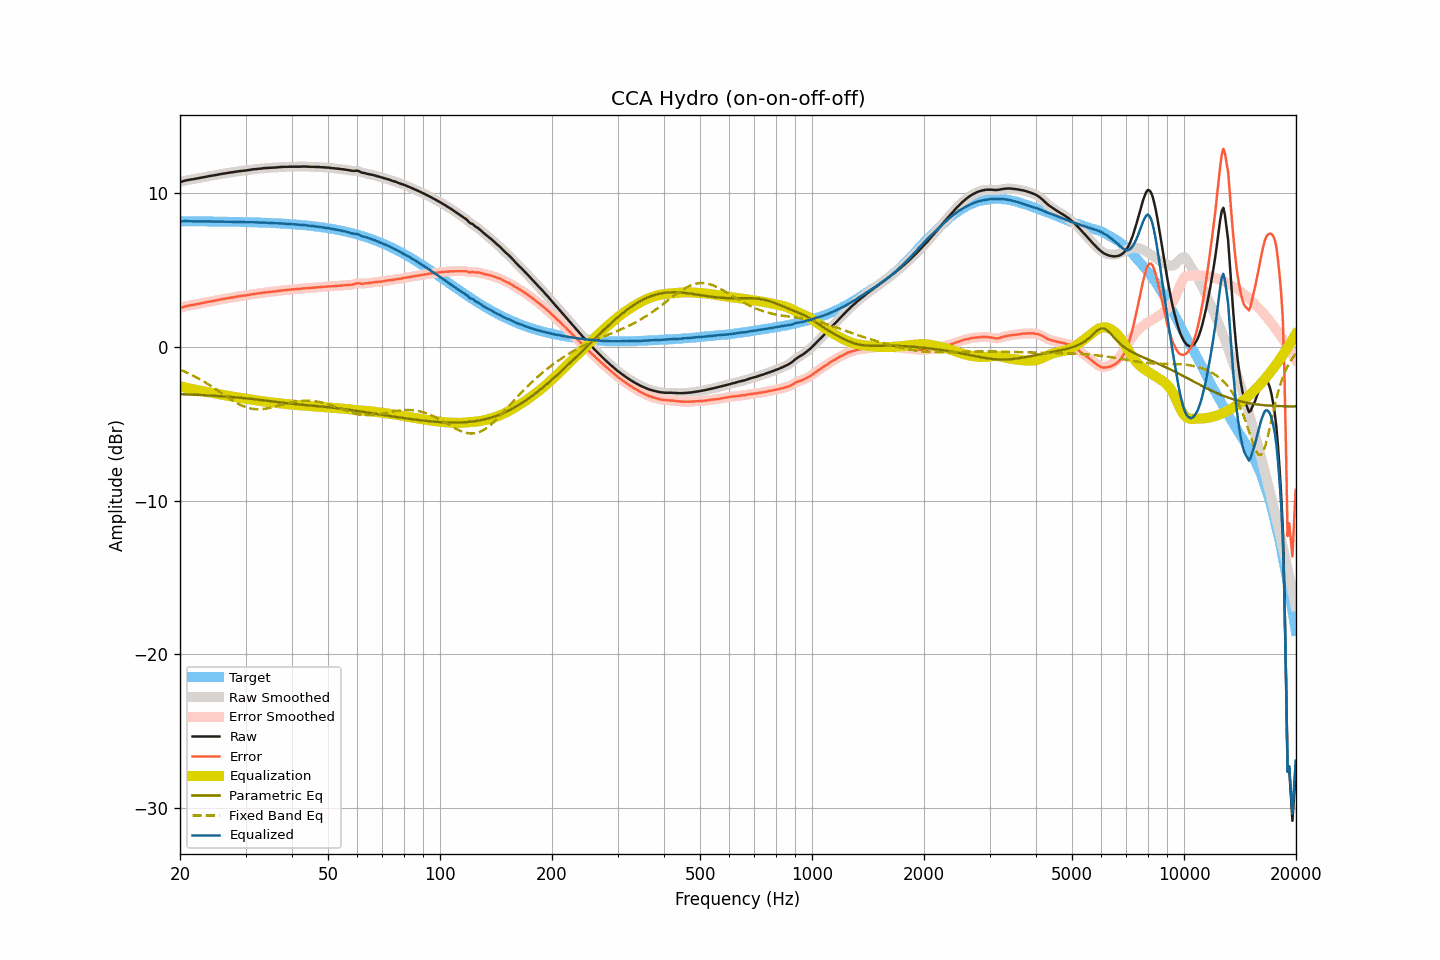 CCA Hydro (on-on-off-off)
Amplitude (dBr)
10
0
−10
−20
−30
Target
Raw Smoothed
Error Smoothed
Raw
Error
Equalization
Parametric Eq
Fixed Band Eq
Equalized
20 50 100 200 500 1000 2000 5000 10000 20000
Frequency (Hz)